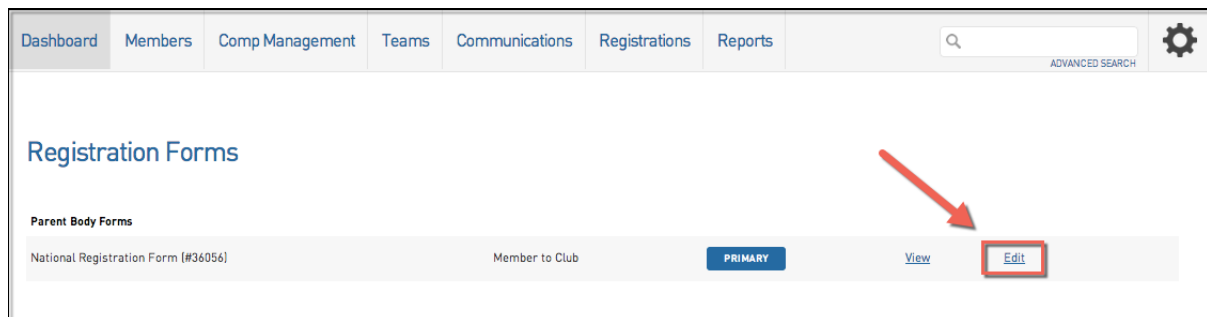 Dashboard Members Comp Management Teams Communications Registrations Reports
ADVANCED SEARCH
Registration Forms
Parent Body Forms
National Registration Form (#36056) Member to Club PRIMARY View Edit